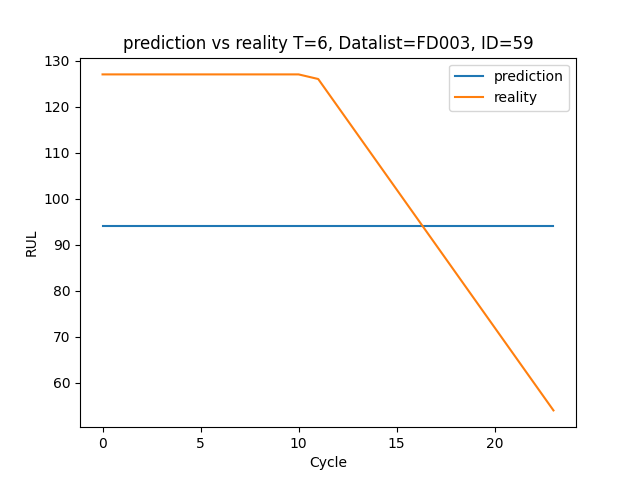 prediction vs reality T=6, Datalist=FD003, ID=59
prediction
reality
130
120
110
100
90
80
70
60
RUL
0 5 10 15 20
Cycle